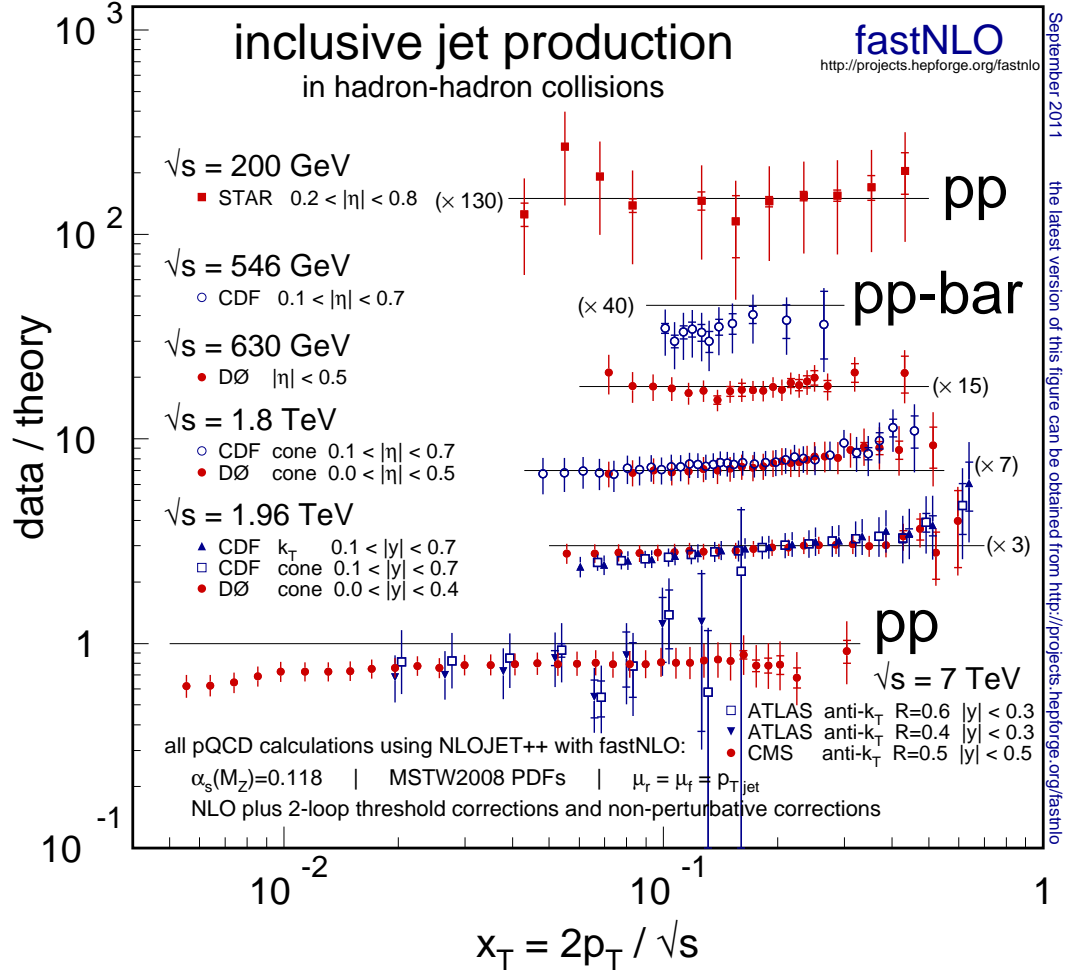 inclusive jet production
in hadron-hadron collisions
fastNLO
http://projects.hepforge.org/fastnlo
√s = 200 GeV
STAR 0.2 < |η| < 0.8
(× 130)
pp
√s = 546 GeV
CDF 0.1 < |η| < 0.7
(× 40)
pp-bar
√s = 630 GeV
DØ |η| < 0.5
(× 15)
√s = 1.8 TeV
CDF cone 0.1 < |η| < 0.7
DØ cone 0.0 < |η| < 0.5
(× 7)
√s = 1.96 TeV
CDF k_T 0.1 < |y| < 0.7
CDF cone 0.1 < |y| < 0.7
DØ cone 0.0 < |y| < 0.4
(× 3)
pp
√s = 7 TeV
ATLAS anti-k_T R=0.6 |y| < 0.3
ATLAS anti-k_T R=0.4 |y| < 0.3
CMS anti-k_T R=0.5 |y| < 0.5
all pQCD calculations using NLOJET++ with fastNLO:
α_s(M_Z)=0.118 | MSTW2008 PDFs | μ_r = μ_f = p_T jet
NLO plus 2-loop threshold corrections and non-perturbative corrections
data / theory
10^3
10^2
10
1
10^-1
10^-2
10^-1
1
x_T = 2p_T / √s
September 2011 the latest version of this figure can be obtained from http://projects.hepforge.org/fastnlo